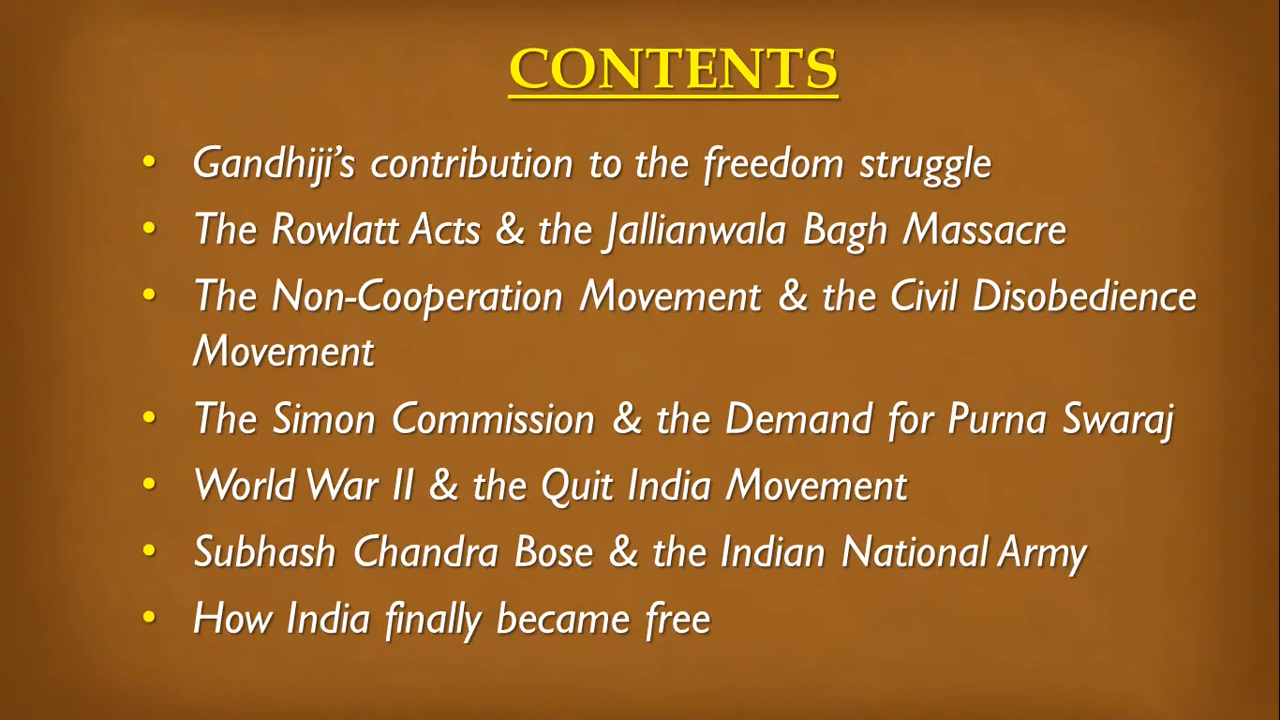 CONTENTS
• Gandhiji’s contribution to the freedom struggle
• The Rowlatt Acts & the Jallianwala Bagh Massacre
• The Non-Cooperation Movement & the Civil Disobedience
Movement
• The Simon Commission & the Demand for Purna Swaraj
• World War II & the Quit India Movement
• Subhash Chandra Bose & the Indian National Army
• How India finally became free